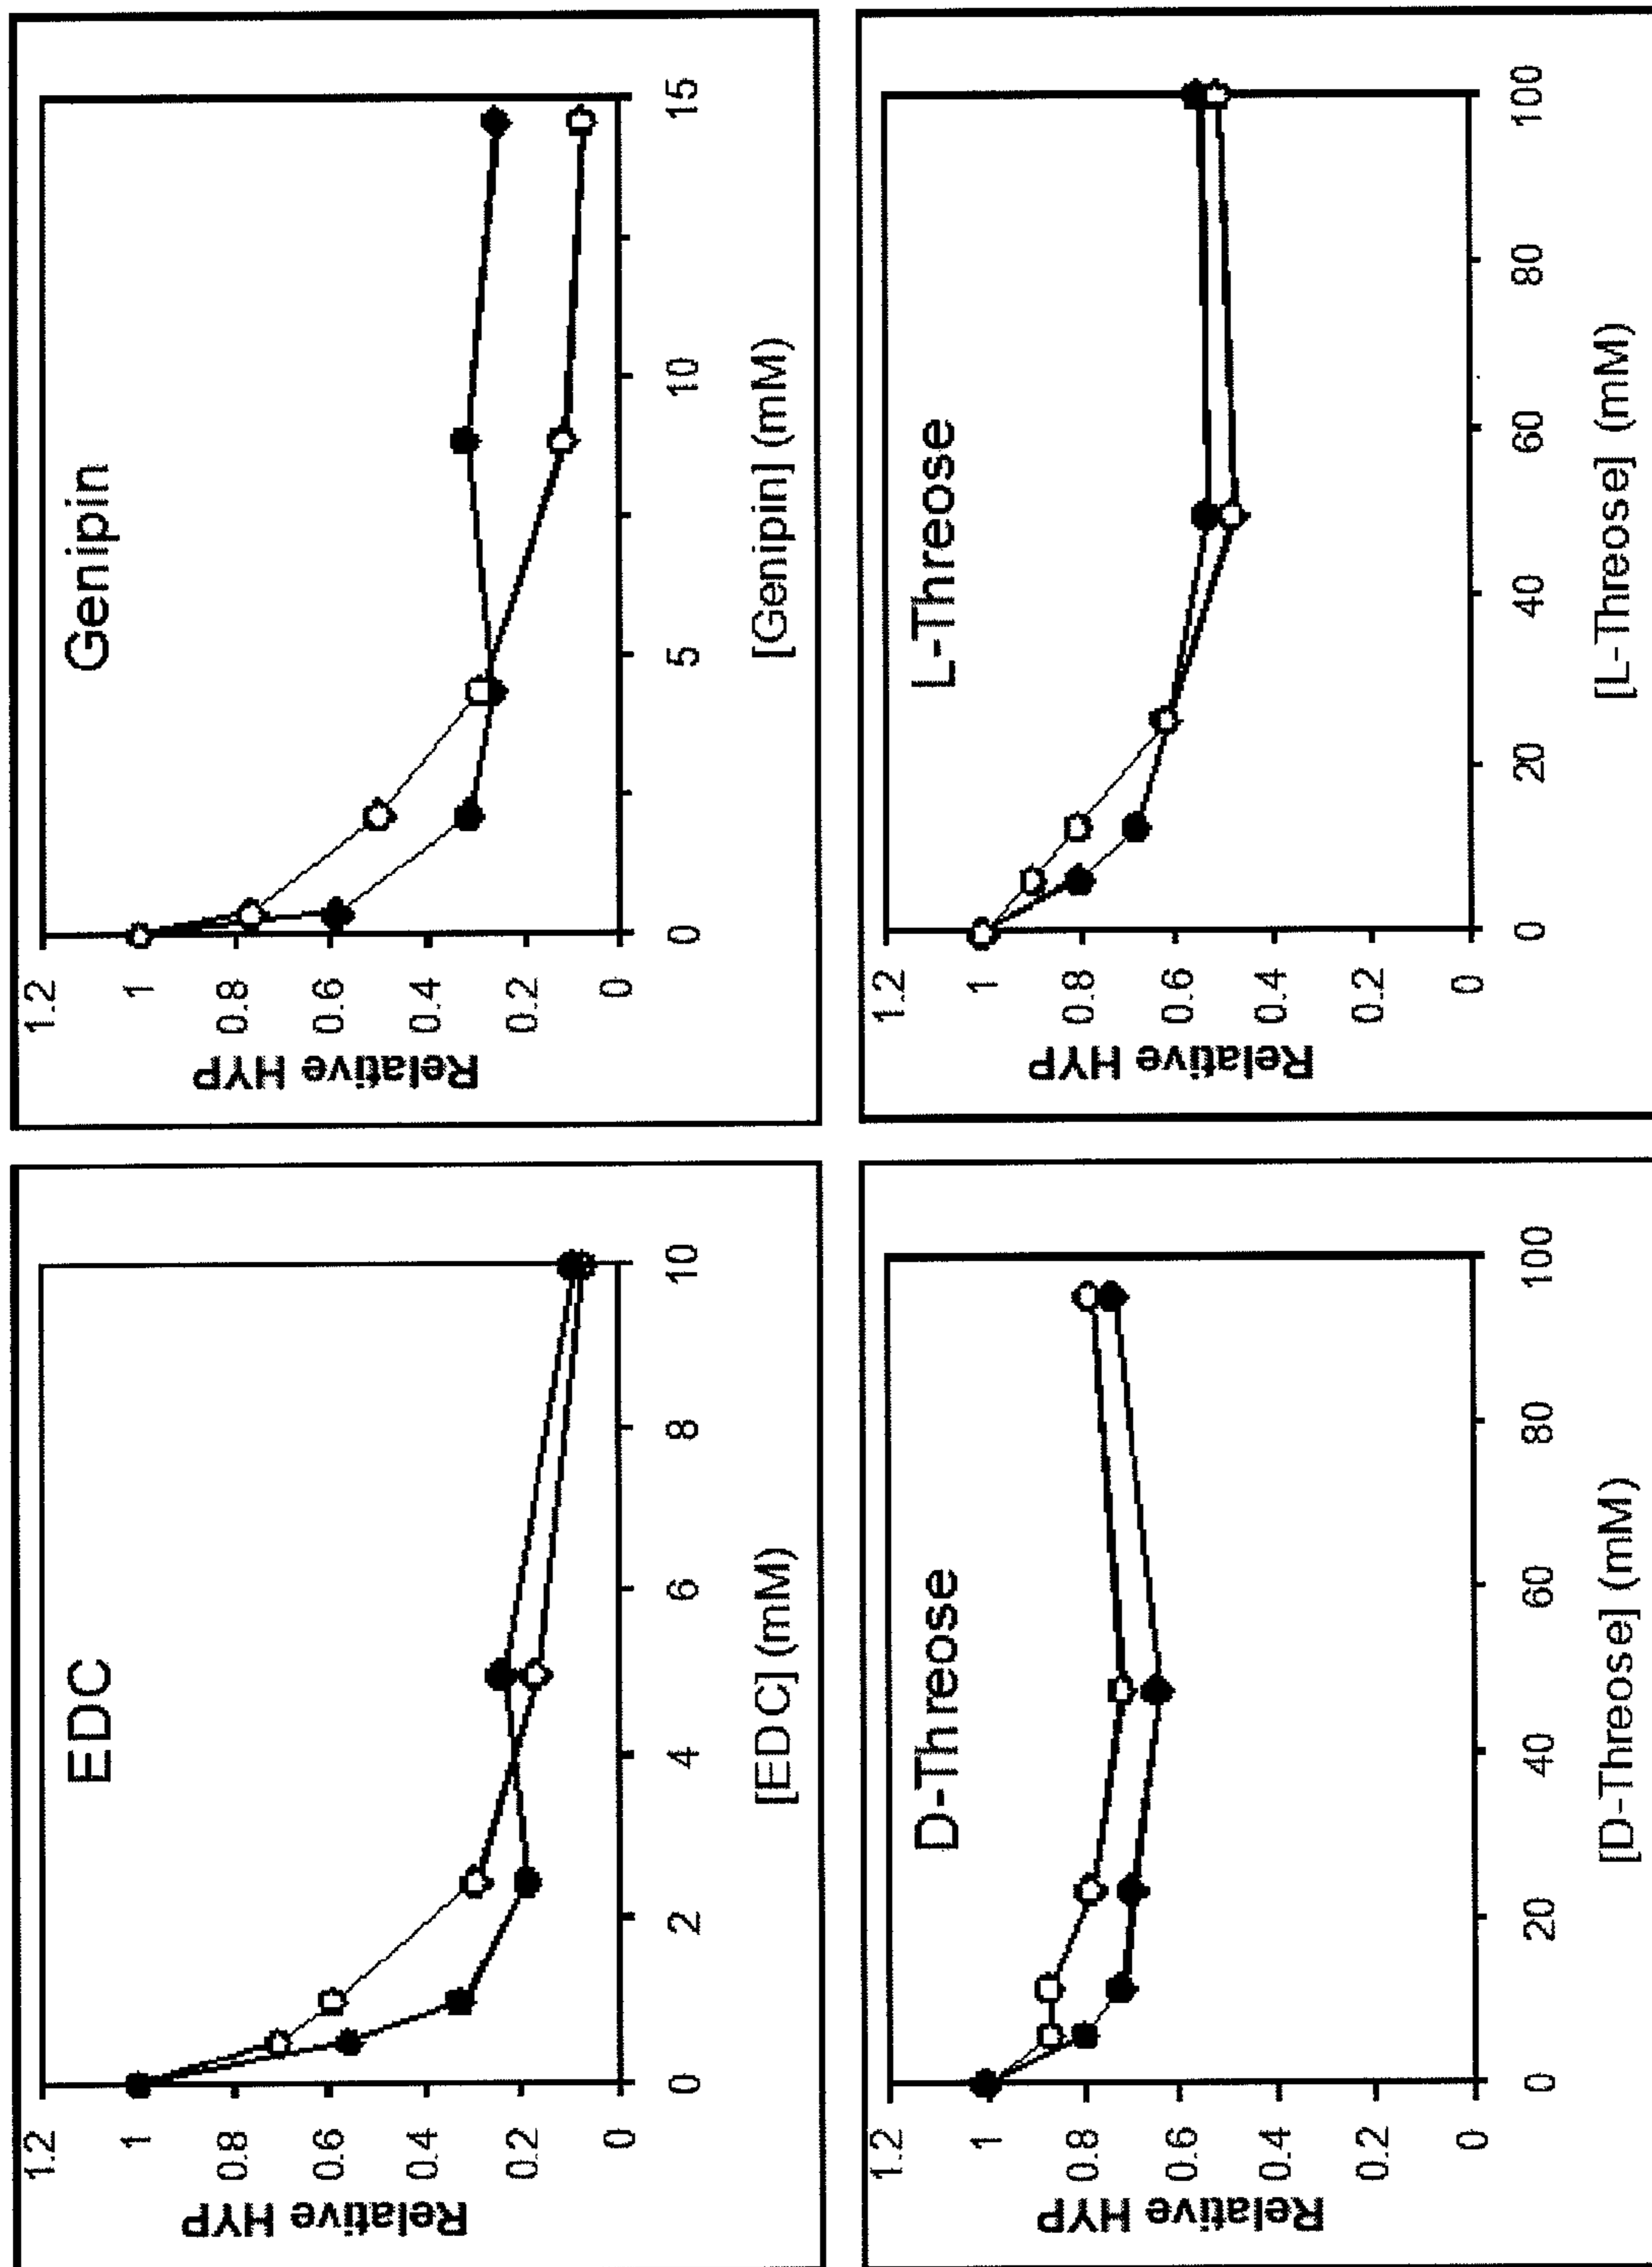 EDC
1.2
1
0.8
0.6
0.4
0.2
0
Relative HYP
0 2 4 6 8 10
[EDC] (mM)
Genipin
1.2
1
0.8
0.6
0.4
0.2
0
Relative HYP
0 5 10 15
[Genipin] (mM)
D-Threose
1.2
1
0.8
0.6
0.4
0.2
0
Relative HYP
0 20 40 60 80 100
[D-Threose] (mM)
L-Threose
1.2
1
0.8
0.6
0.4
0.2
0
Relative HYP
0 20 40 60 80 100
[L-Threose] (mM)